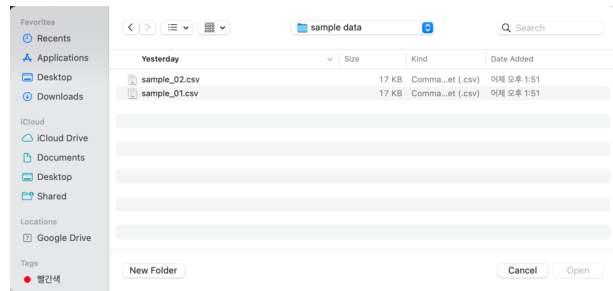 Favorites
Recents
Applications
Desktop
Downloads
iCloud
iCloud Drive
Documents
Desktop
Shared
Locations
Google Drive
Tags
빨간색
sample data
Search
Yesterday Size Kind Date Added
sample_02.csv 17 KB Comma...et (.csv) 어제 오후 1:51
sample_01.csv 17 KB Comma...et (.csv) 어제 오후 1:51
New Folder Cancel Open